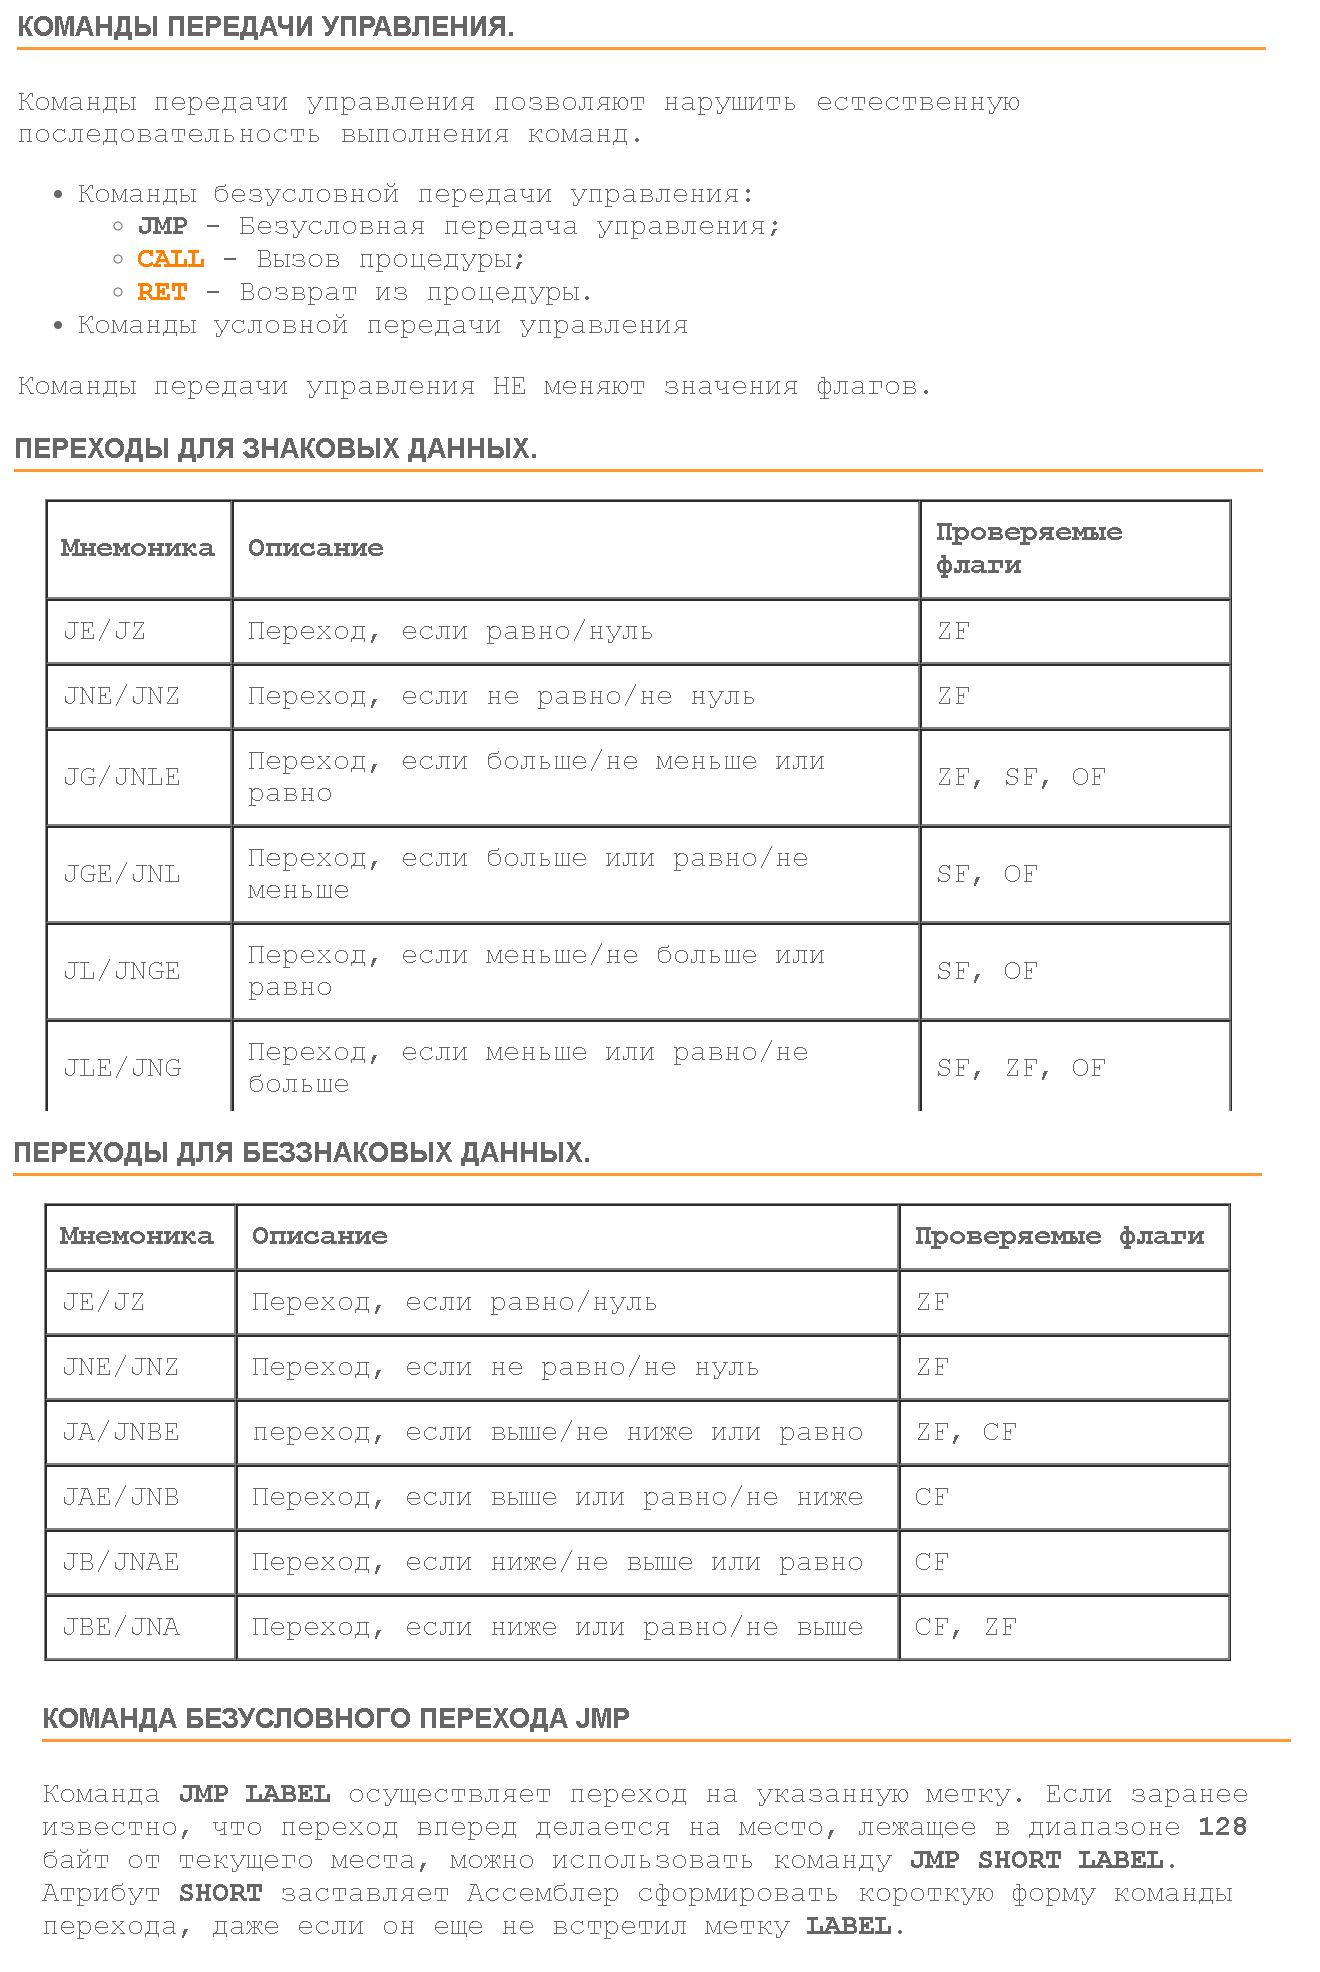 КОМАНДЫ ПЕРЕДАЧИ УПРАВЛЕНИЯ.
Команды передачи управления позволяют нарушить естественную
последовательность выполнения команд.
• Команды безусловной передачи управления:
○ JMP - Безусловная передача управления;
○ CALL - Вызов процедуры;
○ RET - Возврат из процедуры.
• Команды условной передачи управления
Команды передачи управления НЕ меняют значения флагов.
ПЕРЕХОДЫ ДЛЯ ЗНАКОВЫХ ДАННЫХ.
Мнемоника Описание Проверяемые
флаги
JE/JZ Переход, если равно/нуль ZF
JNE/JNZ Переход, если не равно/не нуль ZF
JG/JNLE Переход, если больше/не меньше или
равно ZF, SF, OF
JGE/JNL Переход, если больше или равно/не
меньше SF, OF
JL/JNGE Переход, если меньше/не больше или
равно SF, OF
JLE/JNG Переход, если меньше или равно/не
больше SF, ZF, OF
ПЕРЕХОДЫ ДЛЯ БЕЗЗНАКОВЫХ ДАННЫХ.
Мнемоника Описание Проверяемые флаги
JE/JZ Переход, если равно/нуль ZF
JNE/JNZ Переход, если не равно/не нуль ZF
JA/JNBE переход, если выше/не ниже или равно ZF, CF
JAE/JNB Переход, если выше или равно/не ниже CF
JB/JNAE Переход, если ниже/не выше или равно CF
JBE/JNA Переход, если ниже или равно/не выше CF, ZF
КОМАНДА БЕЗУСЛОВНОГО ПЕРЕХОДА JMP
Команда JMP LABEL осуществляет переход на указанную метку. Если заранее
известно, что переход вперед делается на место, лежащее в диапазоне 128
байт от текущего места, можно использовать команду JMP SHORT LABEL.
Атрибут SHORT заставляет Ассемблер сформировать короткую форму команды
перехода, даже если он еще не встретил метку LABEL.